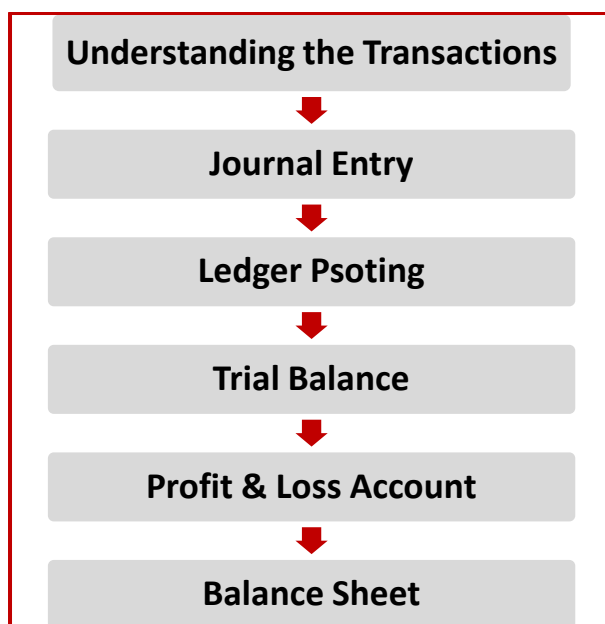 Understanding the Transactions
Journal Entry
Ledger Psoting
Trial Balance
Profit & Loss Account
Balance Sheet